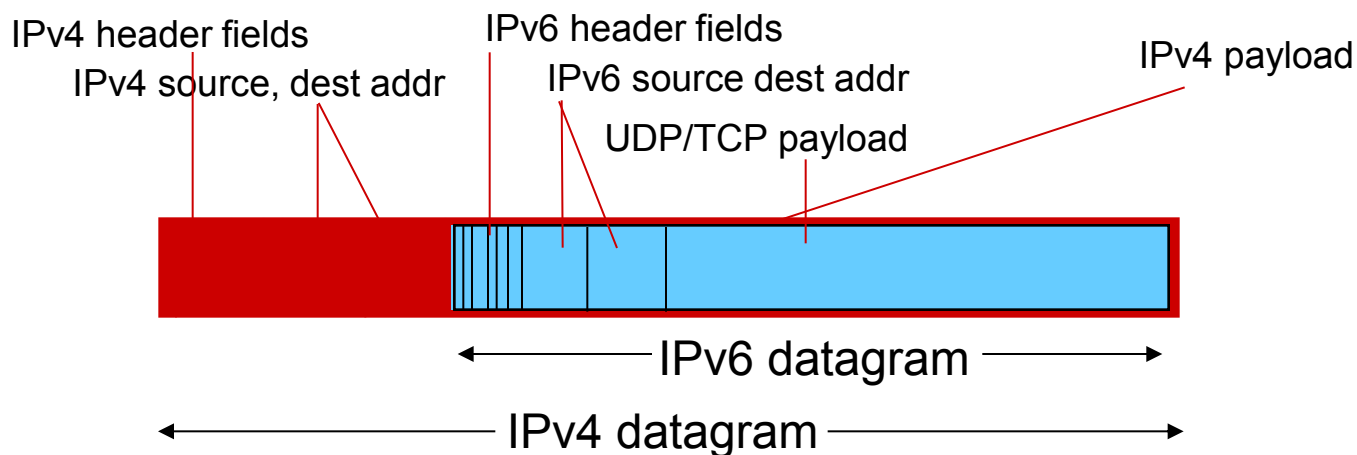 IPv4 header fields
IPv4 source, dest addr
IPv6 header fields
IPv6 source dest addr
UDP/TCP payload
IPv4 payload
IPv6 datagram
IPv4 datagram